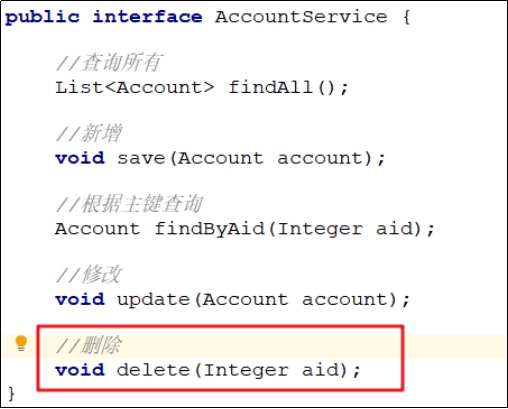 public interface AccountService {
//查询所有
List<Account> findAll();
//新增
void save(Account account);
//根据主键查询
Account findByAid(Integer aid);
//修改
void update(Account account);
//删除
void delete(Integer aid);
}